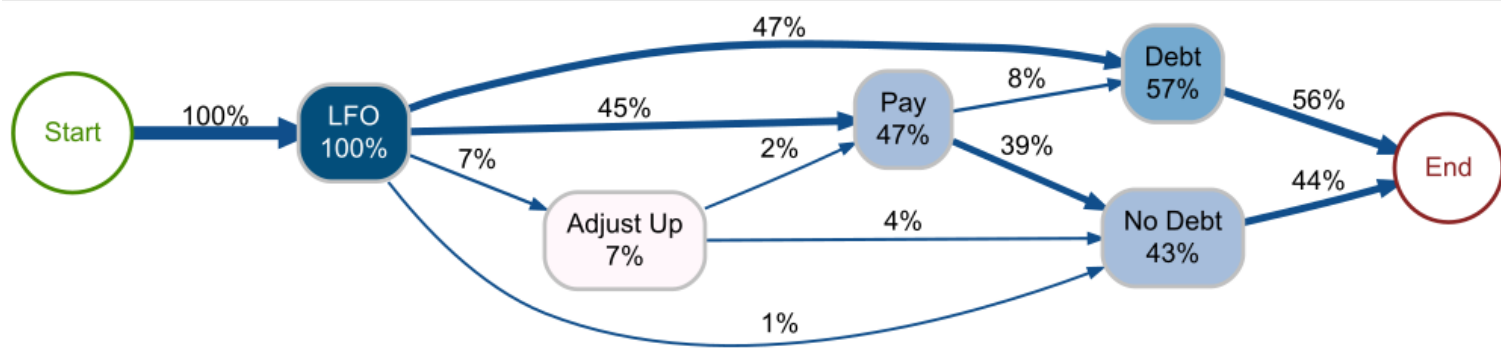 Start
100%
LFO
100%
47%
45%
7%
1%
Adjust Up
7%
2%
4%
Pay
47%
8%
39%
Debt
57%
No Debt
43%
56%
44%
End